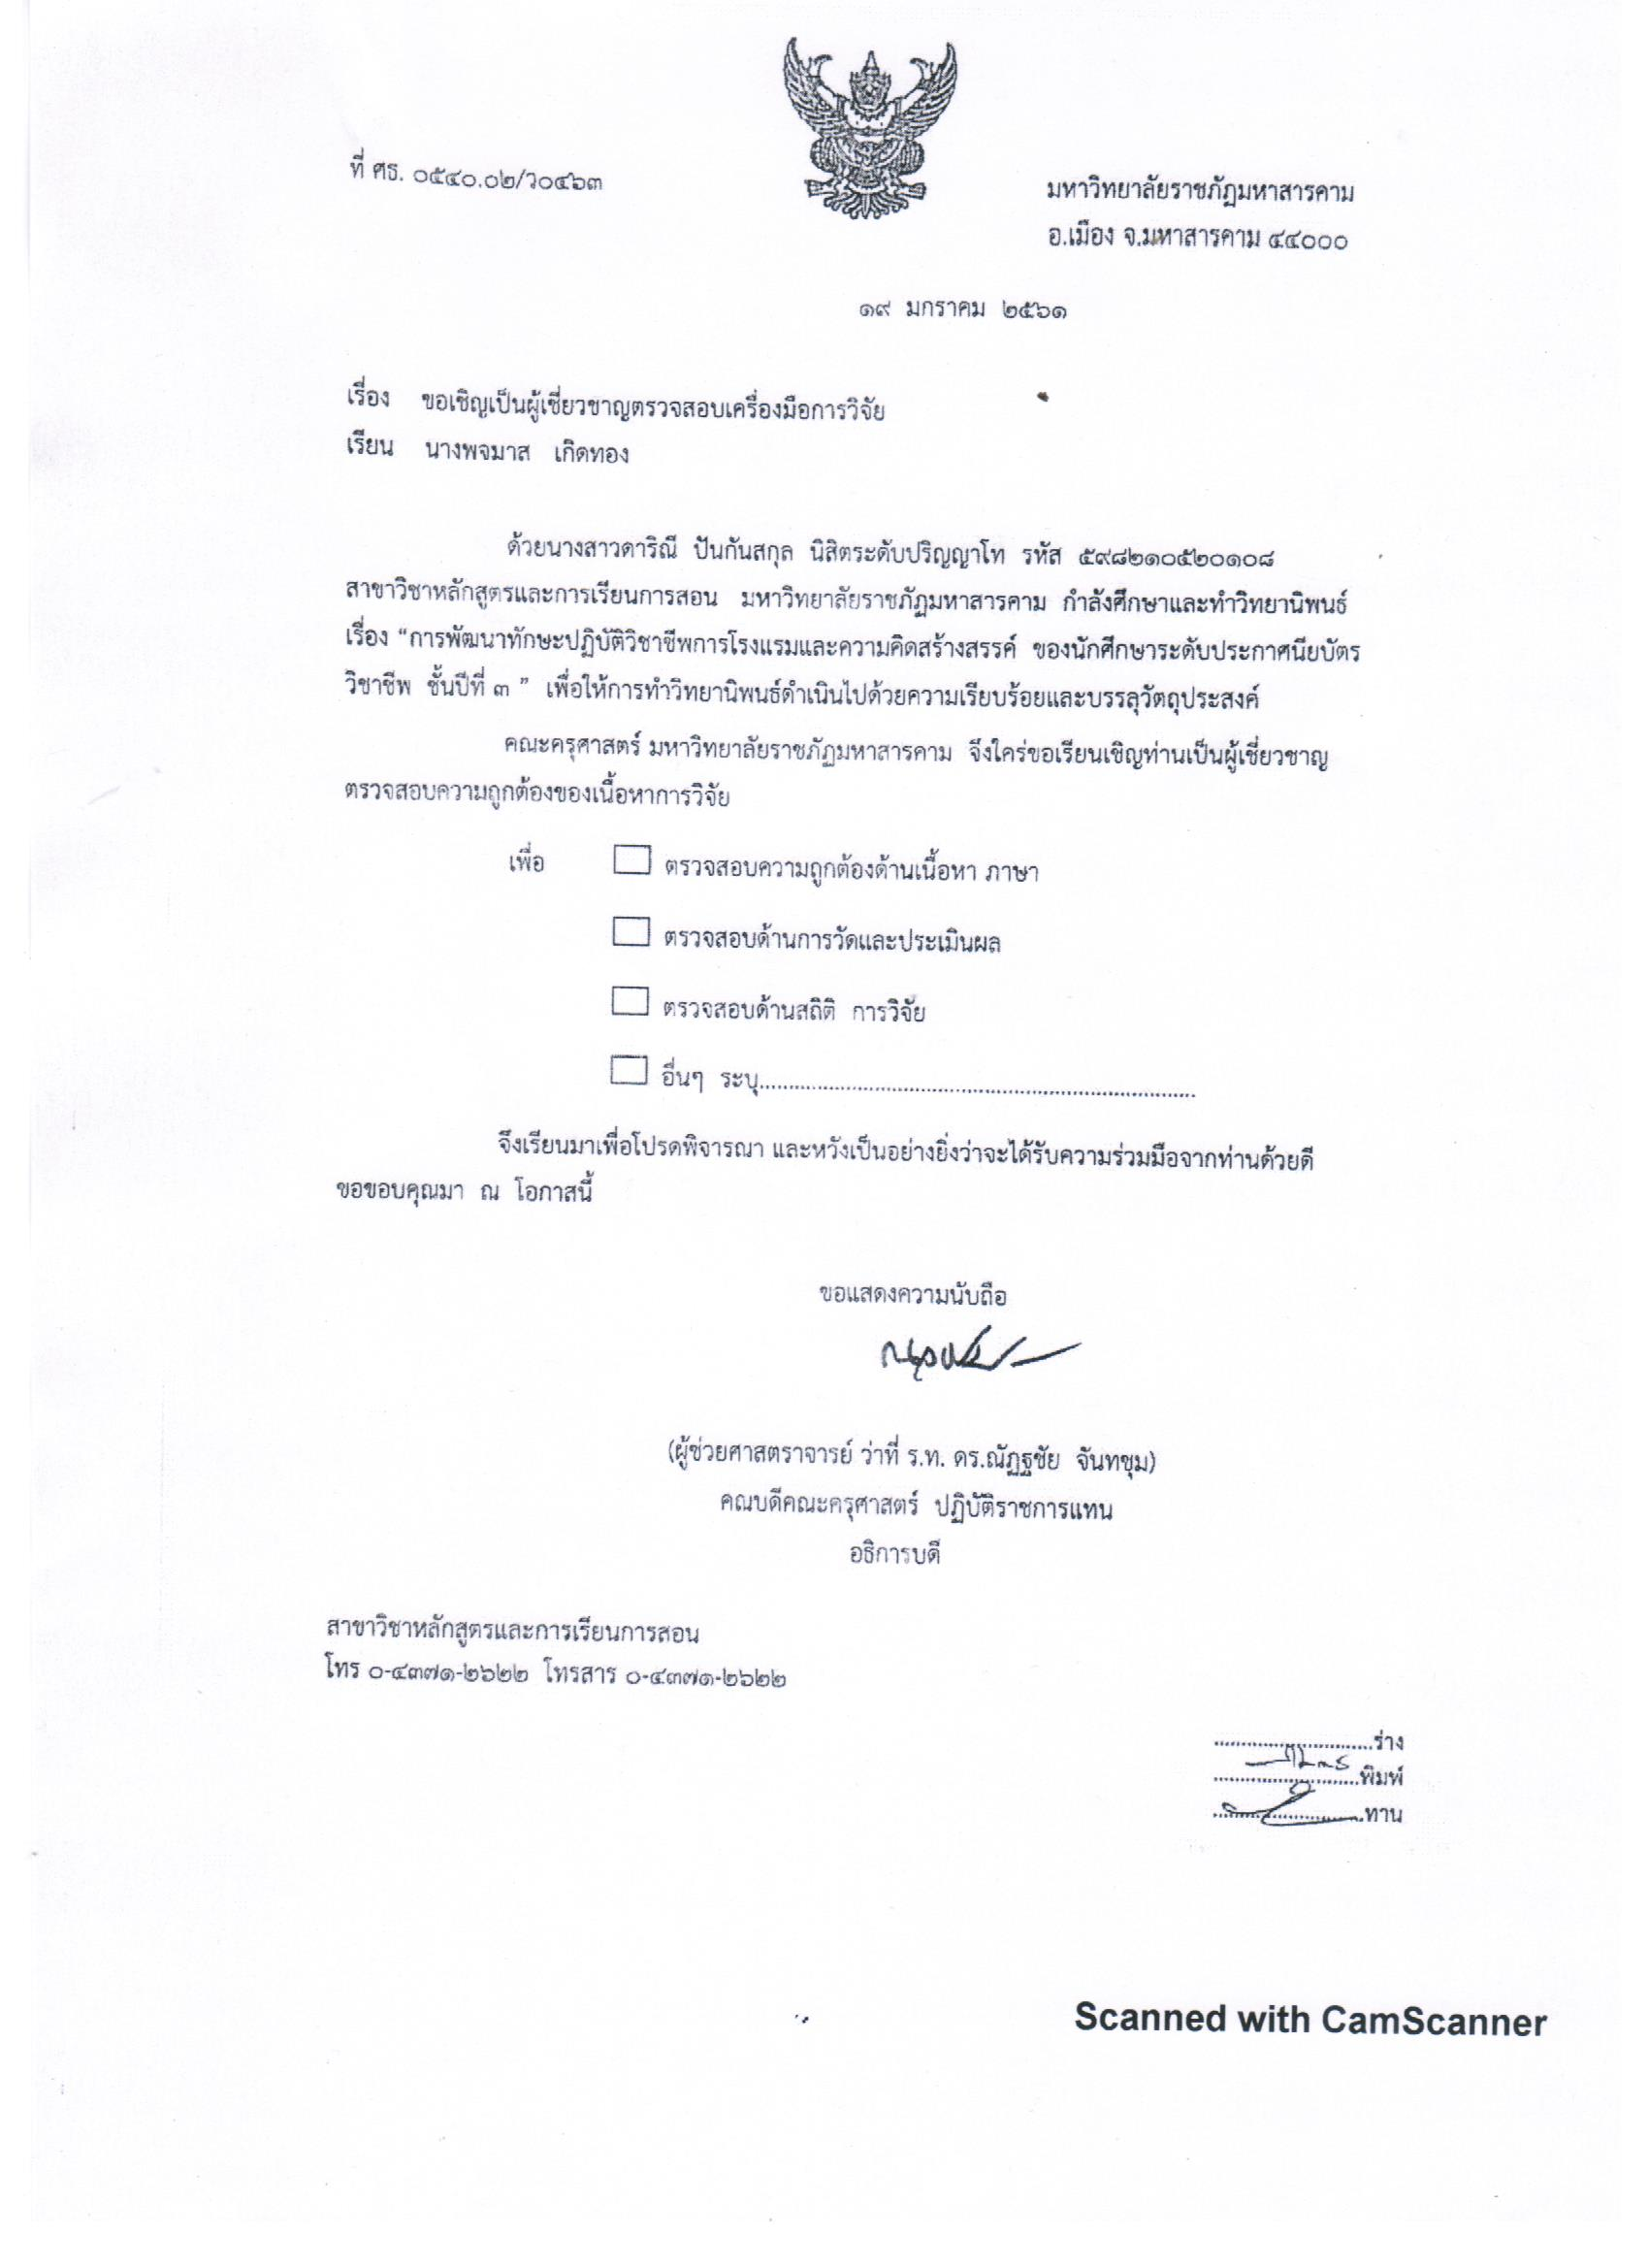 ที่ ศธ. ๐๕๔๐.๐๒/ว๐๔๖๓
มหาวิทยาลัยราชภัฏมหาสารคาม
อ.เมือง จ.มหาสารคาม ๔๔๐๐๐
๑๙ มกราคม ๒๕๖๑
เรื่อง ขอเชิญเป็นผู้เชี่ยวชาญตรวจสอบเครื่องมือการวิจัย
เรียน นางพจมาส เกิดทอง
ด้วยนางสาวดาริณี ปันกันสกุล นิสิตระดับปริญญาโท รหัส ๕๙๘๒๑๐๕๒๐๑๐๘
สาขาวิชาหลักสูตรและการเรียนการสอน มหาวิทยาลัยราชภัฏมหาสารคาม กำลังศึกษาและทำวิทยานิพนธ์
เรื่อง “การพัฒนาทักษะปฏิบัติวิชาชีพการโรงแรมและความคิดสร้างสรรค์ ของนักศึกษาระดับประกาศนียบัตร
วิชาชีพ ชั้นปีที่ ๓ ” เพื่อให้การทำวิทยานิพนธ์ดำเนินไปด้วยความเรียบร้อยและบรรลุวัตถุประสงค์
คณะครุศาสตร์ มหาวิทยาลัยราชภัฏมหาสารคาม จึงใคร่ขอเรียนเชิญท่านเป็นผู้เชี่ยวชาญ
ตรวจสอบความถูกต้องของเนื้อหาการวิจัย
เพื่อ ตรวจสอบความถูกต้องด้านเนื้อหา ภาษา
ตรวจสอบด้านการวัดและประเมินผล
ตรวจสอบด้านสถิติ การวิจัย
อื่นๆ ระบุ..........................................................................
จึงเรียนมาเพื่อโปรดพิจารณา และหวังเป็นอย่างยิ่งว่าจะได้รับความร่วมมือจากท่านด้วยดี
ขอขอบคุณมา ณ โอกาสนี้
ขอแสดงความนับถือ
(ผู้ช่วยศาสตราจารย์ ว่าที่ ร.ท. ดร.ณัฏฐชัย จันทชุม)
คณบดีคณะครุศาสตร์ ปฏิบัติราชการแทน
อธิการบดี
สาขาวิชาหลักสูตรและการเรียนการสอน
โทร ๐-๔๓๗๑-๒๖๒๒ โทรสาร ๐-๔๓๗๑-๒๖๒๒
............................ร่าง
..........................พิมพ์
...........................ทาน
Scanned with CamScanner